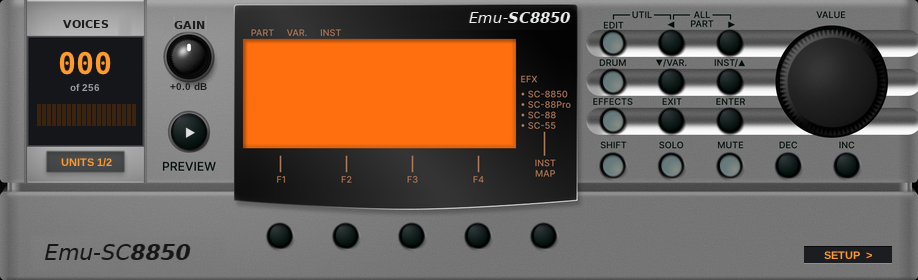 VOICES
000
of 256
UNITS 1/2
GAIN
+0.0 dB
PREVIEW
Emu-SC8850
PART VAR. INST
EFX
• SC-8850
• SC-88Pro
• SC-88
• SC-55
INST
MAP
F1 F2 F3 F4
UTIL ALL
EDIT ◀ PART ▶
VALUE
DRUM ▼/VAR. INST/▲
EFFECTS EXIT ENTER
SHIFT SOLO MUTE DEC INC
Emu-SC8850
SETUP >